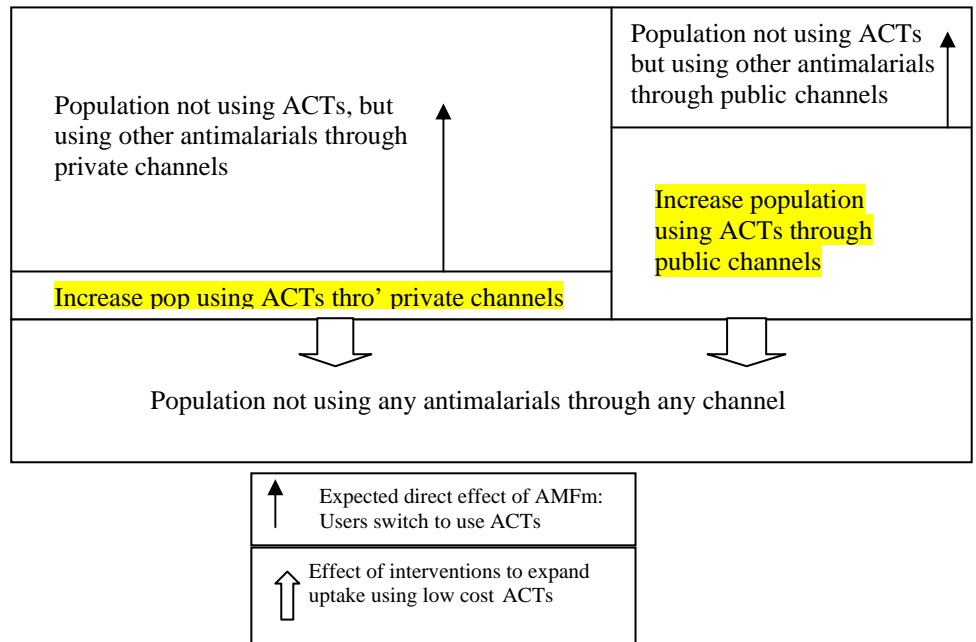 Population not using ACTs, but
using other antimalarials through
private channels
Population not using ACTs
but using other antimalarials
through public channels
Increase population
using ACTs through
public channels
Increase pop using ACTs thro’ private channels
Population not using any antimalarials through any channel
Expected direct effect of AMFm:
Users switch to use ACTs
Effect of interventions to expand
uptake using low cost ACTs